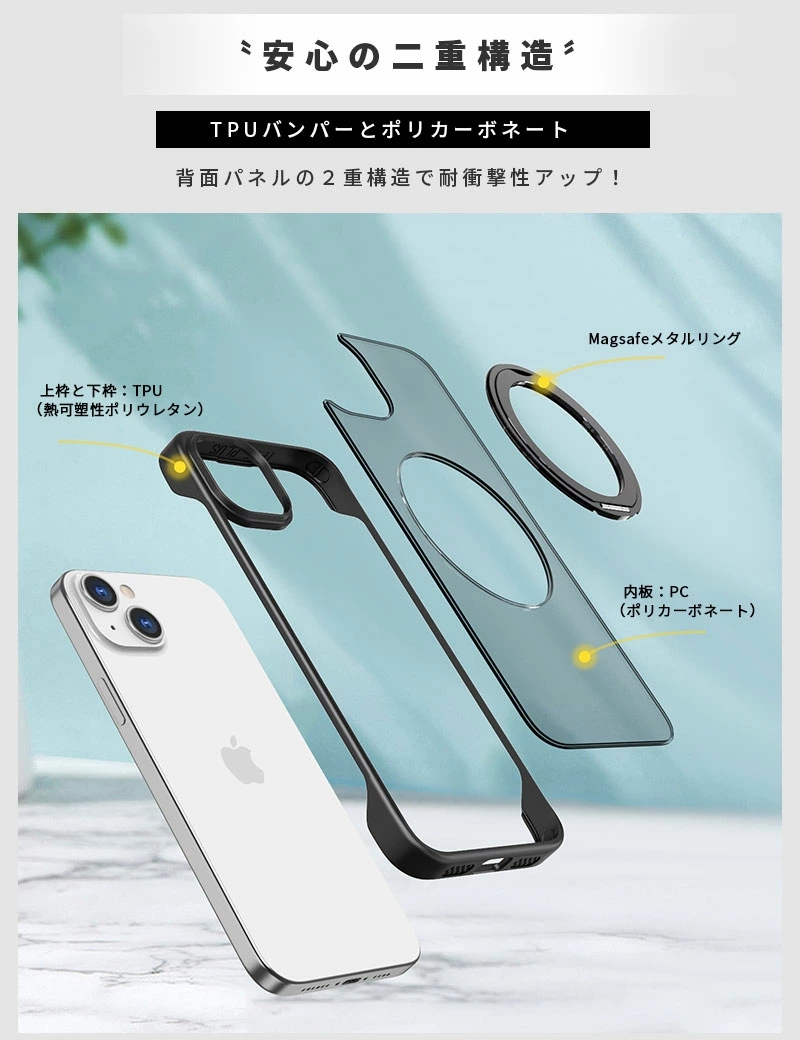 〝安心の二重構造〞
TPUバンパーとポリカーボネート
背面パネルの２重構造で耐衝撃性アップ！
Magsafeメタルリング
上枠と下枠：TPU
（熱可塑性ポリウレタン）
PLUS
内板：PC
（ポリカーボネート）